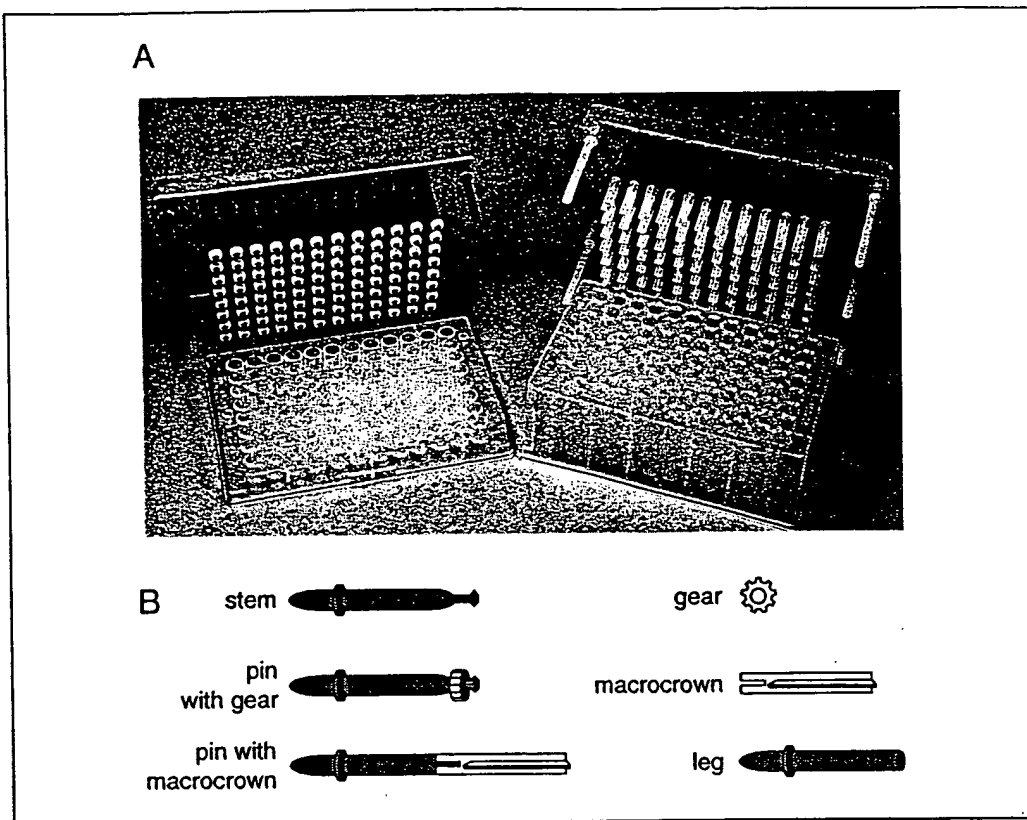 A
B
stem
gear
pin
with gear
macrocrown
pin with
macrocrown
leg